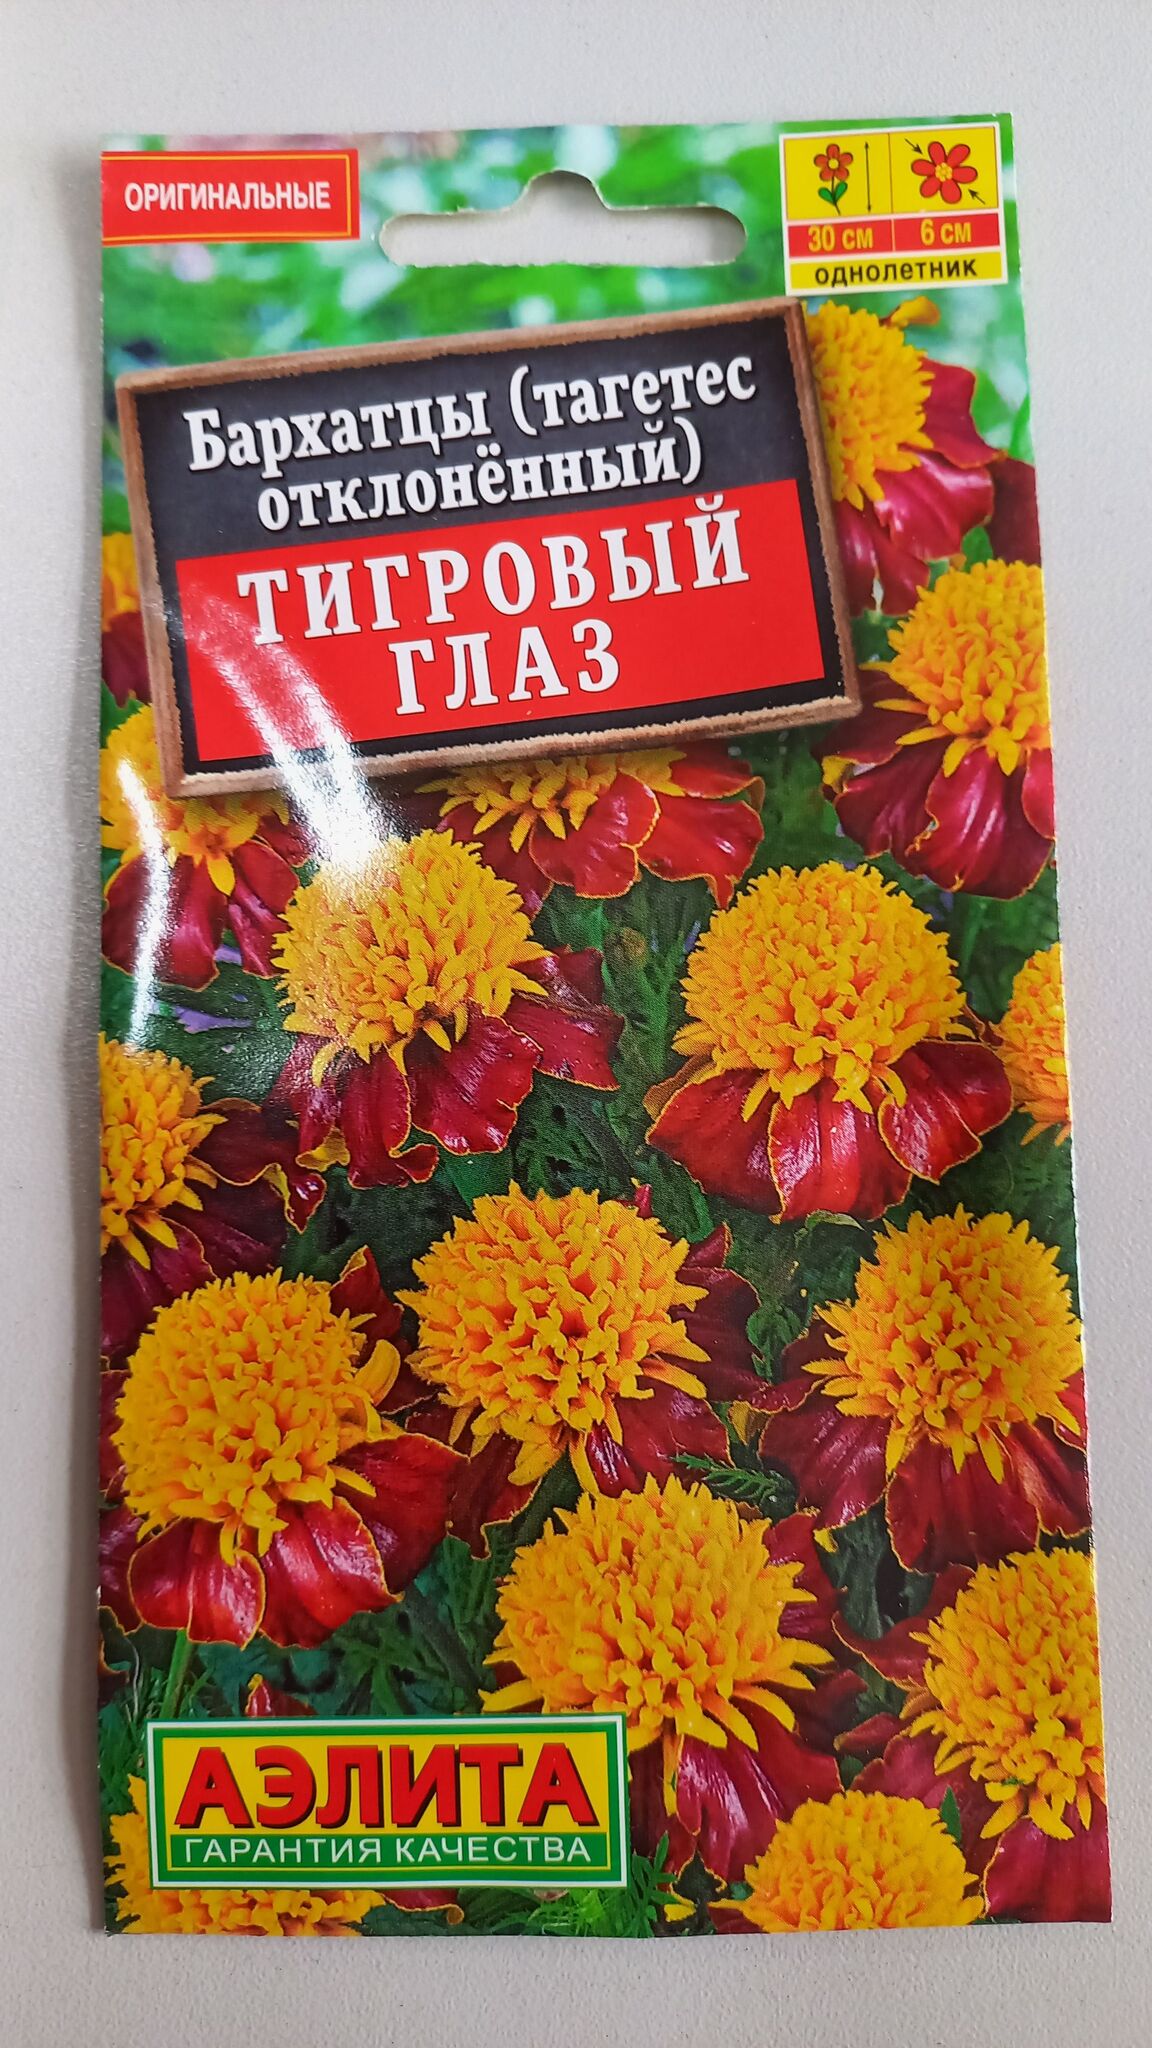 ОРИГИНАЛЬНЫЕ
30 см
6 см
однолетник
Бархатцы (тагетес
отклонённый)
ТИГРОВЫЙ
ГЛАЗ
АЭЛИТА
ГАРАНТИЯ КАЧЕСТВА